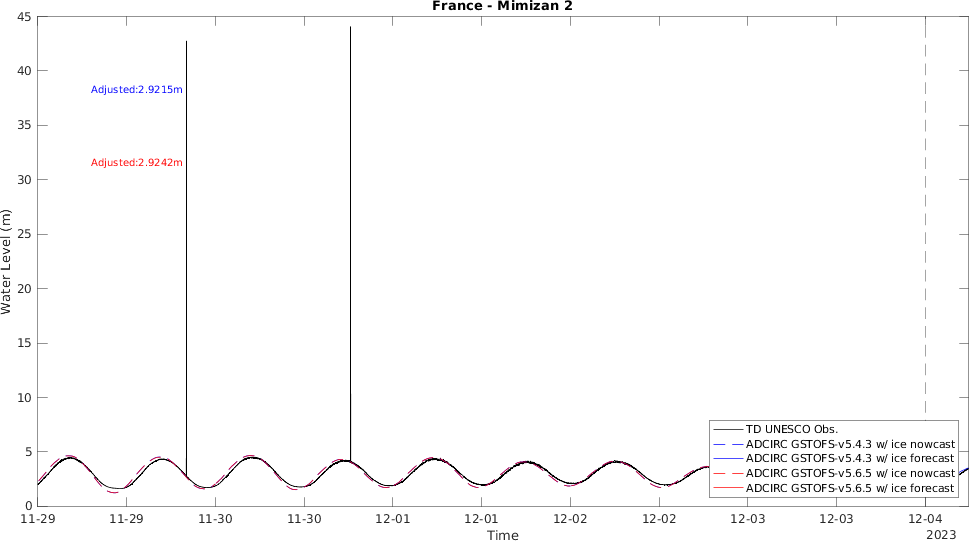 France - Mimizan 2
45
40
35
30
25
20
15
10
5
0
Water Level (m)
Adjusted:2.9215m
Adjusted:2.9242m
TD UNESCO Obs.
ADCIRC GSTOFS-v5.4.3 w/ ice nowcast
ADCIRC GSTOFS-v5.4.3 w/ ice forecast
ADCIRC GSTOFS-v5.6.5 w/ ice nowcast
ADCIRC GSTOFS-v5.6.5 w/ ice forecast
11-29 11-29 11-30 11-30 12-01 12-01 12-02 12-02 12-03 12-03 12-04
Time
2023